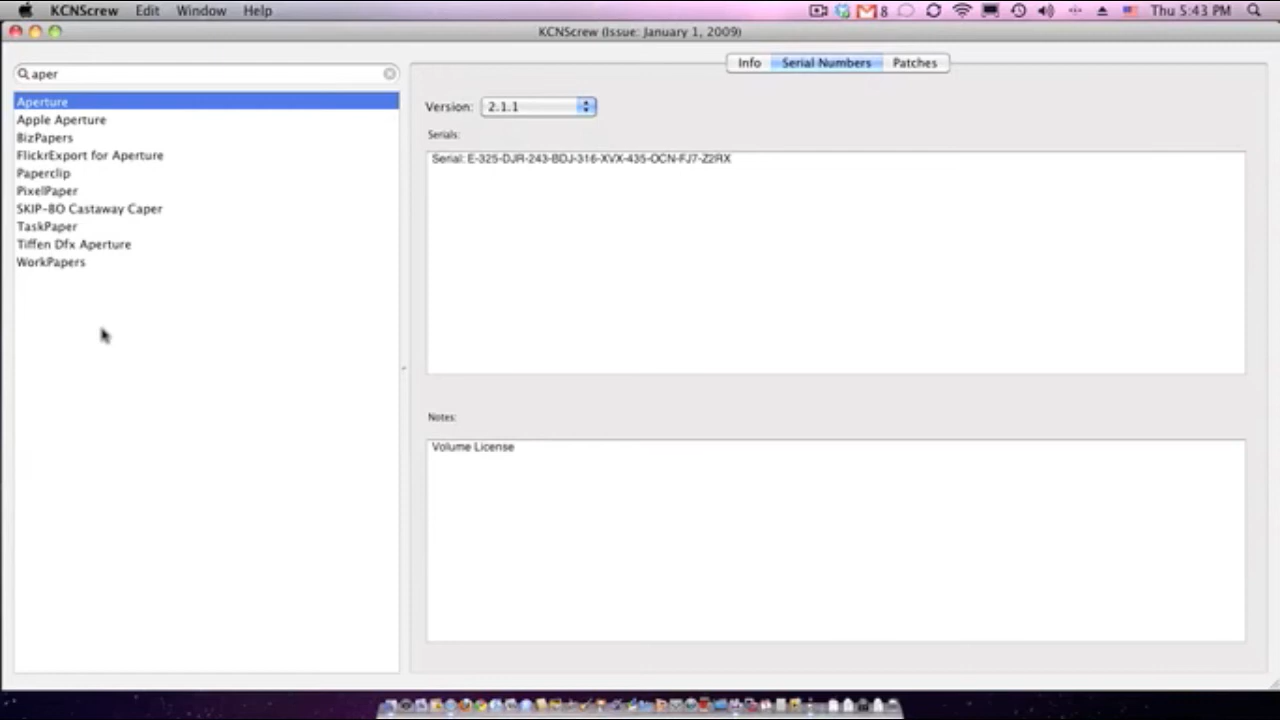 KCNScrew Edit Window Help 8 Thu 5:43 PM
KCNScrew (Issue: January 1, 2009)
aper
Info Serial Numbers Patches
Aperture
Apple Aperture
BizPapers
FlickrExport for Aperture
Paperclip
PixelPaper
SKIP-BO Castaway Caper
TaskPaper
Tiffen Dfx Aperture
WorkPapers
Version: 2.1.1
Serials:
Serial:
Notes:
Volume License